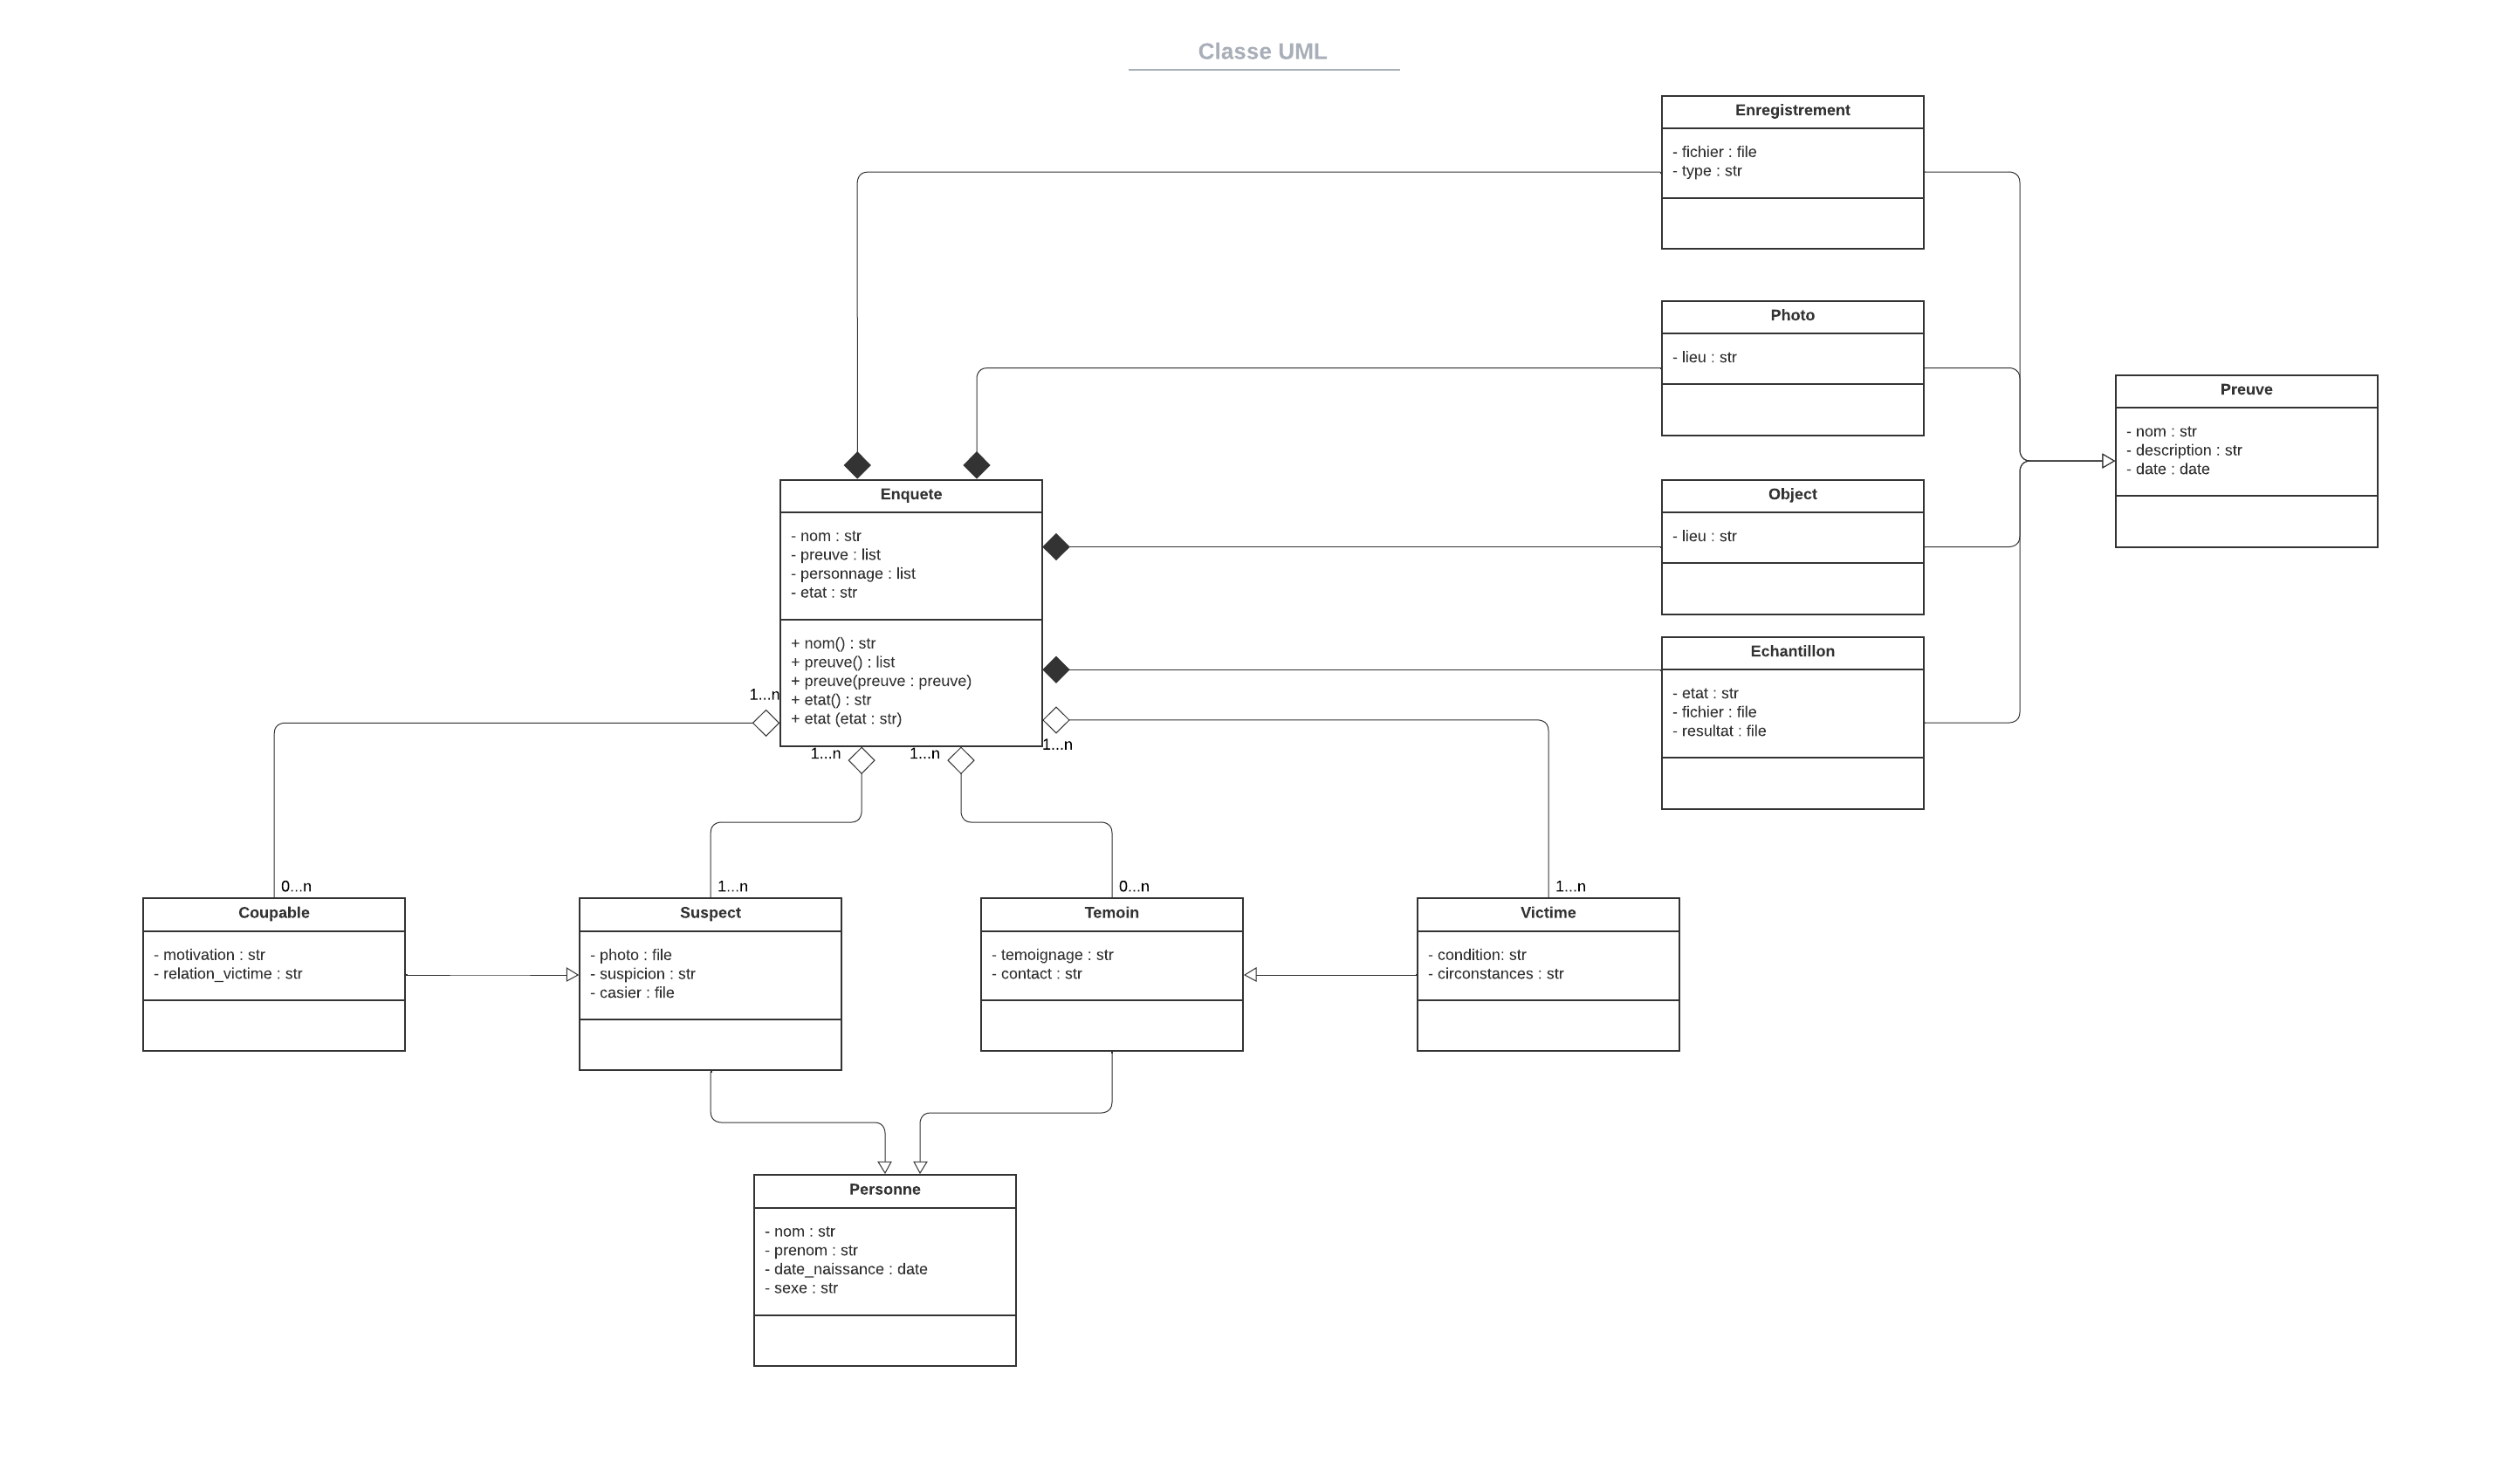 Classe UML
Enregistrement
- fichier : file
- type : str
Photo
- lieu : str
Preuve
- nom : str
- description : str
- date : date
Enquete
- nom : str
- preuve : list
- personnage : list
- etat : str
+ nom() : str
+ preuve() : list
+ preuve(preuve : preuve)
+ etat() : str
+ etat (etat : str)
Object
- lieu : str
Echantillon
- etat : str
- fichier : file
- resultat : file
1...n
1...n
1...n
1...n
0...n
1...n
0...n
1...n
Coupable
- motivation : str
- relation_victime : str
Suspect
- photo : file
- suspicion : str
- casier : file
Temoin
- temoignage : str
- contact : str
Victime
- condition: str
- circonstances : str
Personne
- nom : str
- prenom : str
- date_naissance : date
- sexe : str